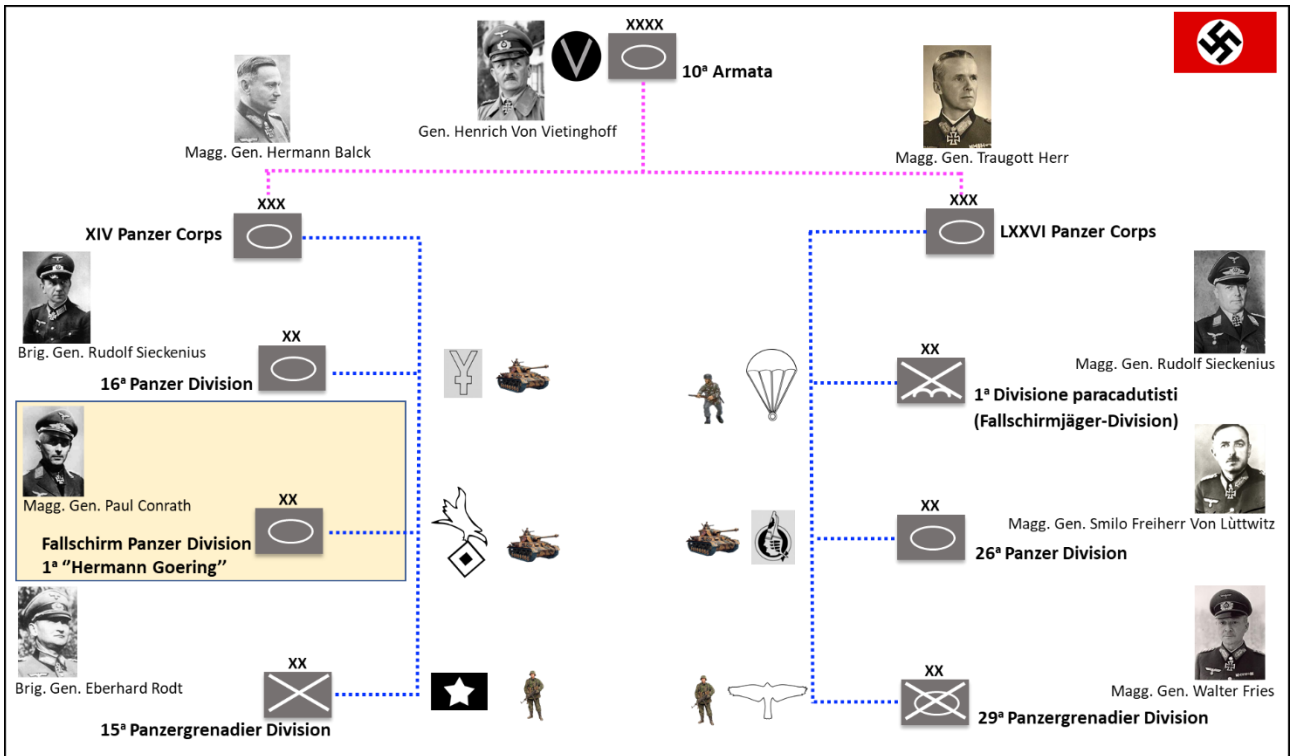 XXXX
10ª Armata
Gen. Henrich Von Vietinghoff
Magg. Gen. Hermann Balck
Magg. Gen. Traugott Herr
XXX
XIV Panzer Corps
XXX
LXXVI Panzer Corps
Brig. Gen. Rudolf Sieckenius
XX
16ª Panzer Division
Magg. Gen. Paul Conrath
XX
Fallschirm Panzer Division
1ª ‘’Hermann Goering’’
Brig. Gen. Eberhard Rodt
XX
15ª Panzergrenadier Division
Magg. Gen. Rudolf Sieckenius
XX
1ª Divisione paracadutisti
(Fallschirmjäger-Division)
Magg. Gen. Smilo Freiherr Von Lùttwitz
XX
26ª Panzer Division
Magg. Gen. Walter Fries
XX
29ª Panzergrenadier Division